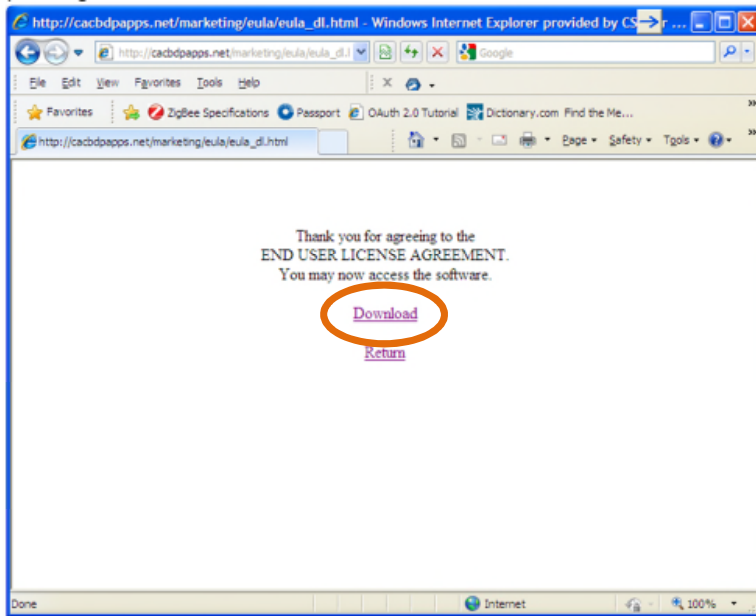 http://cacbdpapps.net/marketing/eula/eula_dl.html - Windows Internet Explorer provided by CS r ...
http://cacbdpapps.net/marketing/eula/eula_dl.l Google
File Edit View Favorites Tools Help X
Favorites ZigBee Specifications Passport OAuth 2.0 Tutorial Dictionary.com Find the Me... »
http://cacbdpapps.net/marketing/eula/eula_dl.html Page Safety Tools »
Thank you for agreeing to the
END USER LICENSE AGREEMENT.
You may now access the software.
Download
Return
Done Internet 100%